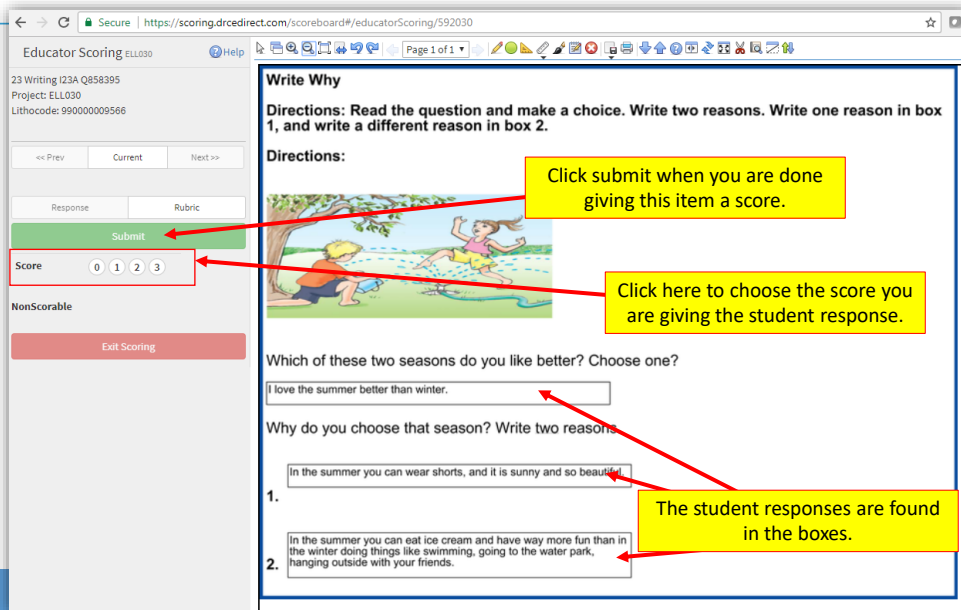 Secure | https://scoring.drcedirect.com/scoreboard#/educatorScoring/592030
Educator Scoring ELL030
Help
Page 1 of 1
23 Writing I23A Q858395
Project: ELL030
Lithocode: 990000009566
<< Prev
Current
Next >>
Response
Rubric
Submit
Score
0 1 2 3
NonScorable
Exit Scoring
Write Why
Directions: Read the question and make a choice. Write two reasons. Write one reason in box
1, and write a different reason in box 2.
Directions:
Click submit when you are done
giving this item a score.
Click here to choose the score you
are giving the student response.
Which of these two seasons do you like better? Choose one?
I love the summer better than winter.
Why do you choose that season? Write two reasons
In the summer you can wear shorts, and it is sunny and so beautiful.
1.
The student responses are found
in the boxes.
In the summer you can eat ice cream and have way more fun than in
the winter doing things like swimming, going to the water park,
hanging outside with your friends.
2.